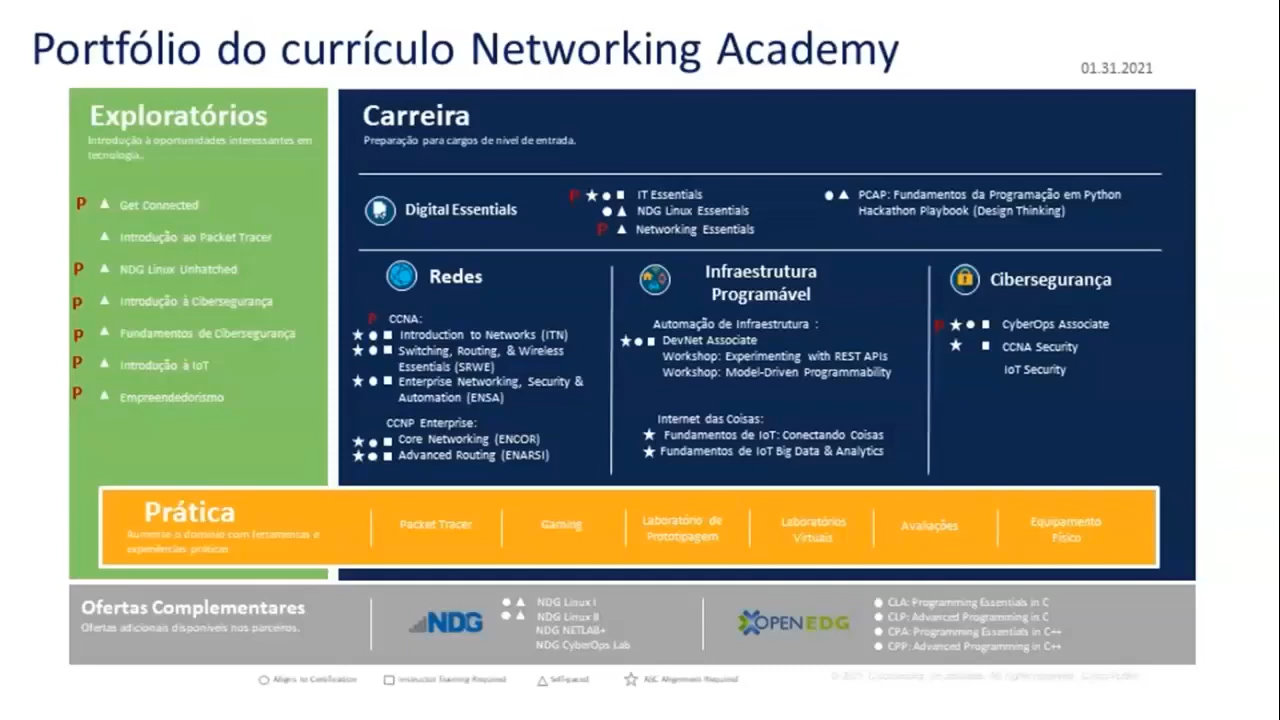 Portfólio do currículo Networking Academy
01.31.2021
Exploratórios
Introdução à oportunidades interessantes em
tecnologia..
P Get Connected
Introdução ao Packet Tracer
P NDG Linux Unhatched
P Introdução à Cibersegurança
P Fundamentos de Cibersegurança
P Introdução à IoT
P Empreendedorismo
Carreira
Preparação para cargos de nível de entrada.
Digital Essentials
P IT Essentials
NDG Linux Essentials
P Networking Essentials
PCAP: Fundamentos da Programação em Python
Hackathon Playbook (Design Thinking)
Redes
P CCNA:
Introduction to Networks (ITN)
Switching, Routing, & Wireless
Essentials (SRWE)
Enterprise Networking, Security &
Automation (ENSA)
CCNP Enterprise:
Core Networking (ENCOR)
Advanced Routing (ENARSI)
Infraestrutura
Programável
Automação de Infraestrutura :
DevNet Associate
Workshop: Experimenting with REST APIs
Workshop: Model-Driven Programmability
Internet das Coisas:
Fundamentos de IoT: Conectando Coisas
Fundamentos de IoT Big Data & Analytics
Cibersegurança
P CyberOps Associate
CCNA Security
IoT Security
Prática
Aumente o domínio com ferramentas e
experiências práticas
Packet Tracer
Gaming
Laboratório de
Prototipagem
Laboratórios
Virtuais
Avaliações
Equipamento
Físico
Ofertas Complementares
Ofertas adicionais disponíveis nos parceiros.
NDG
NDG Linux I
NDG Linux II
NDG NETLAB+
NDG CyberOps Lab
OPENEDG
CLA: Programming Essentials in C
CLP: Advanced Programming in C
CPA: Programming Essentials in C++
CPP: Advanced Programming in C++
Aligns to Certification
Instructor Training Required
Self-paced
ASC Alignment Required